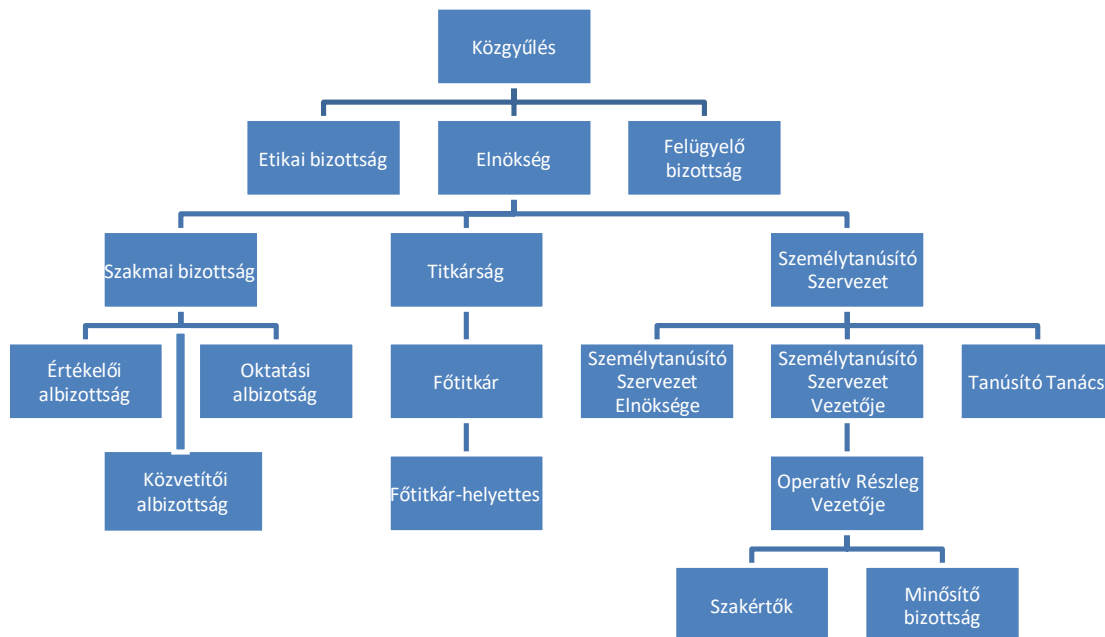 Közgyűlés
Etikai bizottság
Elnökség
Felügyelő
bizottság
Szakmai bizottság
Titkárság
Személytanúsító
Szervezet
Értékelői
albizottság
Oktatási
albizotság
Főtitkár
Személytanúsító
Szervezet
Elnöksége
Személytanúsító
Szervezet
Vezetője
Tanúsító Tanács
Közvetítői
albizottság
Főtitkár-helyettes
Operatív Részleg
Vezetője
Szakértők
Minősítő
bizottság